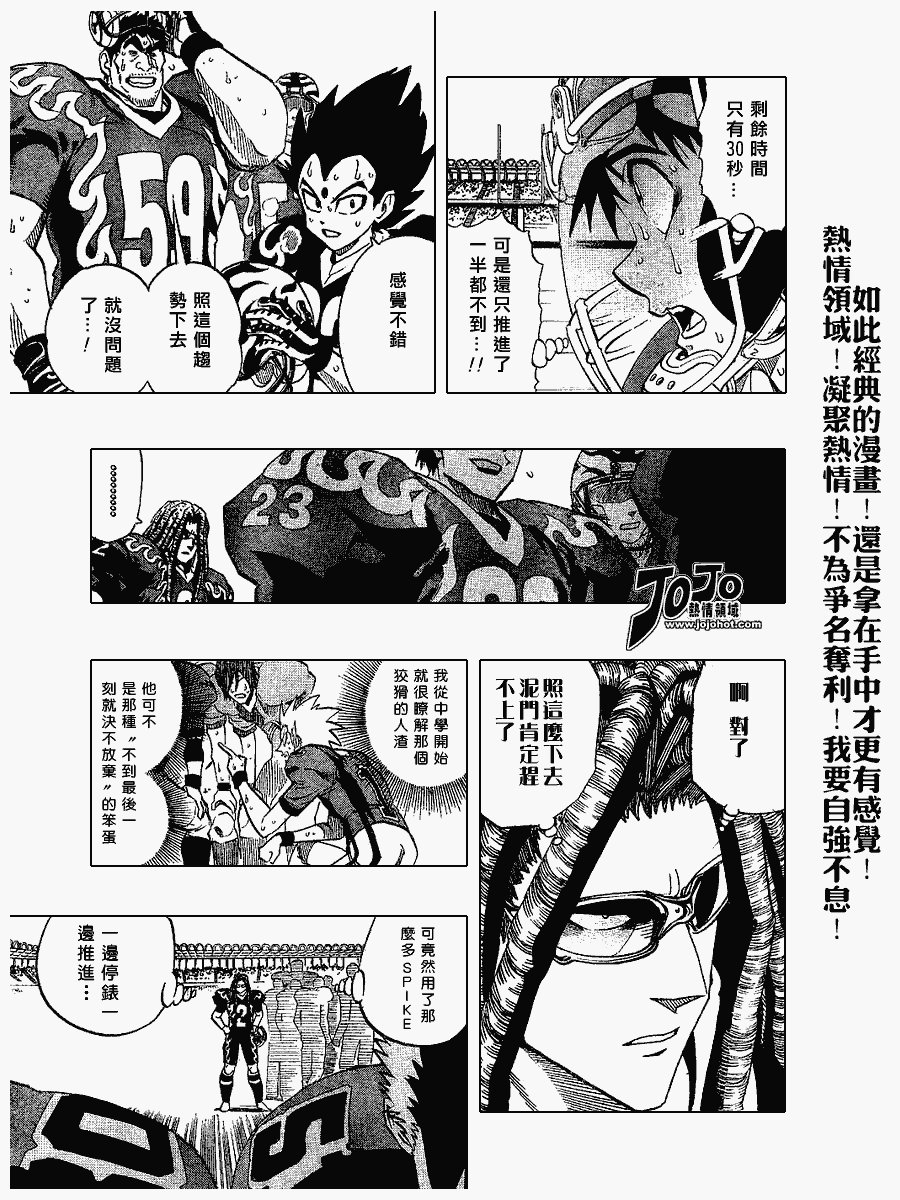 如此經典的漫畫！還是拿在手中才更有感覺！
熱情領域！凝聚熱情！不為爭名奪利！我要自強不息！
剩餘時間
只有30秒…
可是還只推進了
一半都不到…!!
感覺不錯
照這個趨
勢下去
就沒問題
了…!
59
5
………
2
23
JOJO
熱情領域
www.jojohot.com
啊 對了
照這麼下去
泥門肯定趕
不上了
我從中學開始
就很瞭解那個
狡猾的人渣
他可不
是那種〝不到最後一
刻就決不放棄〞的笨蛋
可竟然用了那
麼多SPIKE
一邊停錶一
邊推進…
2
0
5